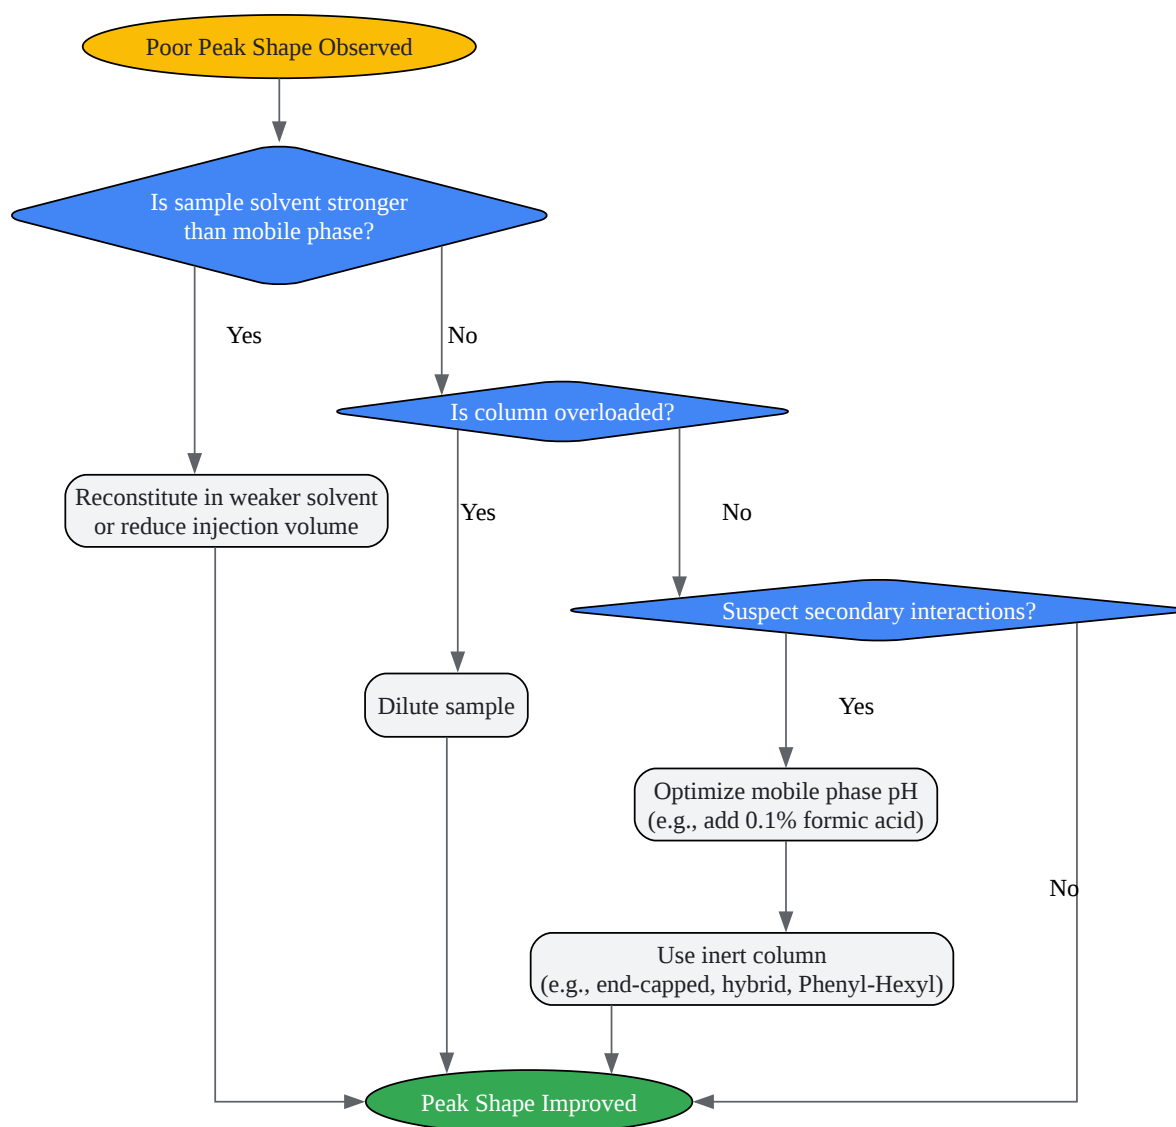 Poor Peak Shape Observed
Is sample solvent stronger
than mobile phase?
Yes
No
Is column overloaded?
Reconstitute in weaker solvent
or reduce injection volume
Yes
No
Suspect secondary interactions?
Dilute sample
Yes
Optimize mobile phase pH
(e.g., add 0.1% formic acid)
No
Use inert column
(e.g., end-capped, hybrid, Phenyl-Hexyl)
Peak Shape Improved